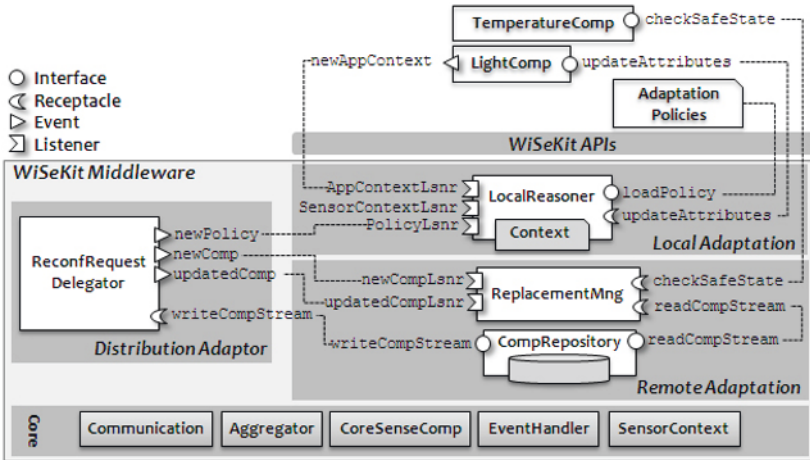 TemperatureComp
checkSafeState
newAppContext
LightComp
updateAttributes
Interface
Receptacle
Event
Listener
Adaptation
Policies
WiSeKit APIs
WiSeKit Middleware
AppContextLsnr
SensorContextLsnr
PolicyLsnr
LocalReasoner
Context
loadPolicy
updateAttributes
Local Adaptation
ReconfRequest
Delegator
newPolicy
newComp
updatedComp
writeCompStream
Distribution Adaptor
newCompLsnr
updatedCompLsnr
ReplacementMng
checkSafeState
readCompStream
writeCompStream
CompRepository
readCompStream
Remote Adaptation
Core
Communication
Aggregator
CoreSenseComp
EventHandler
SensorContext